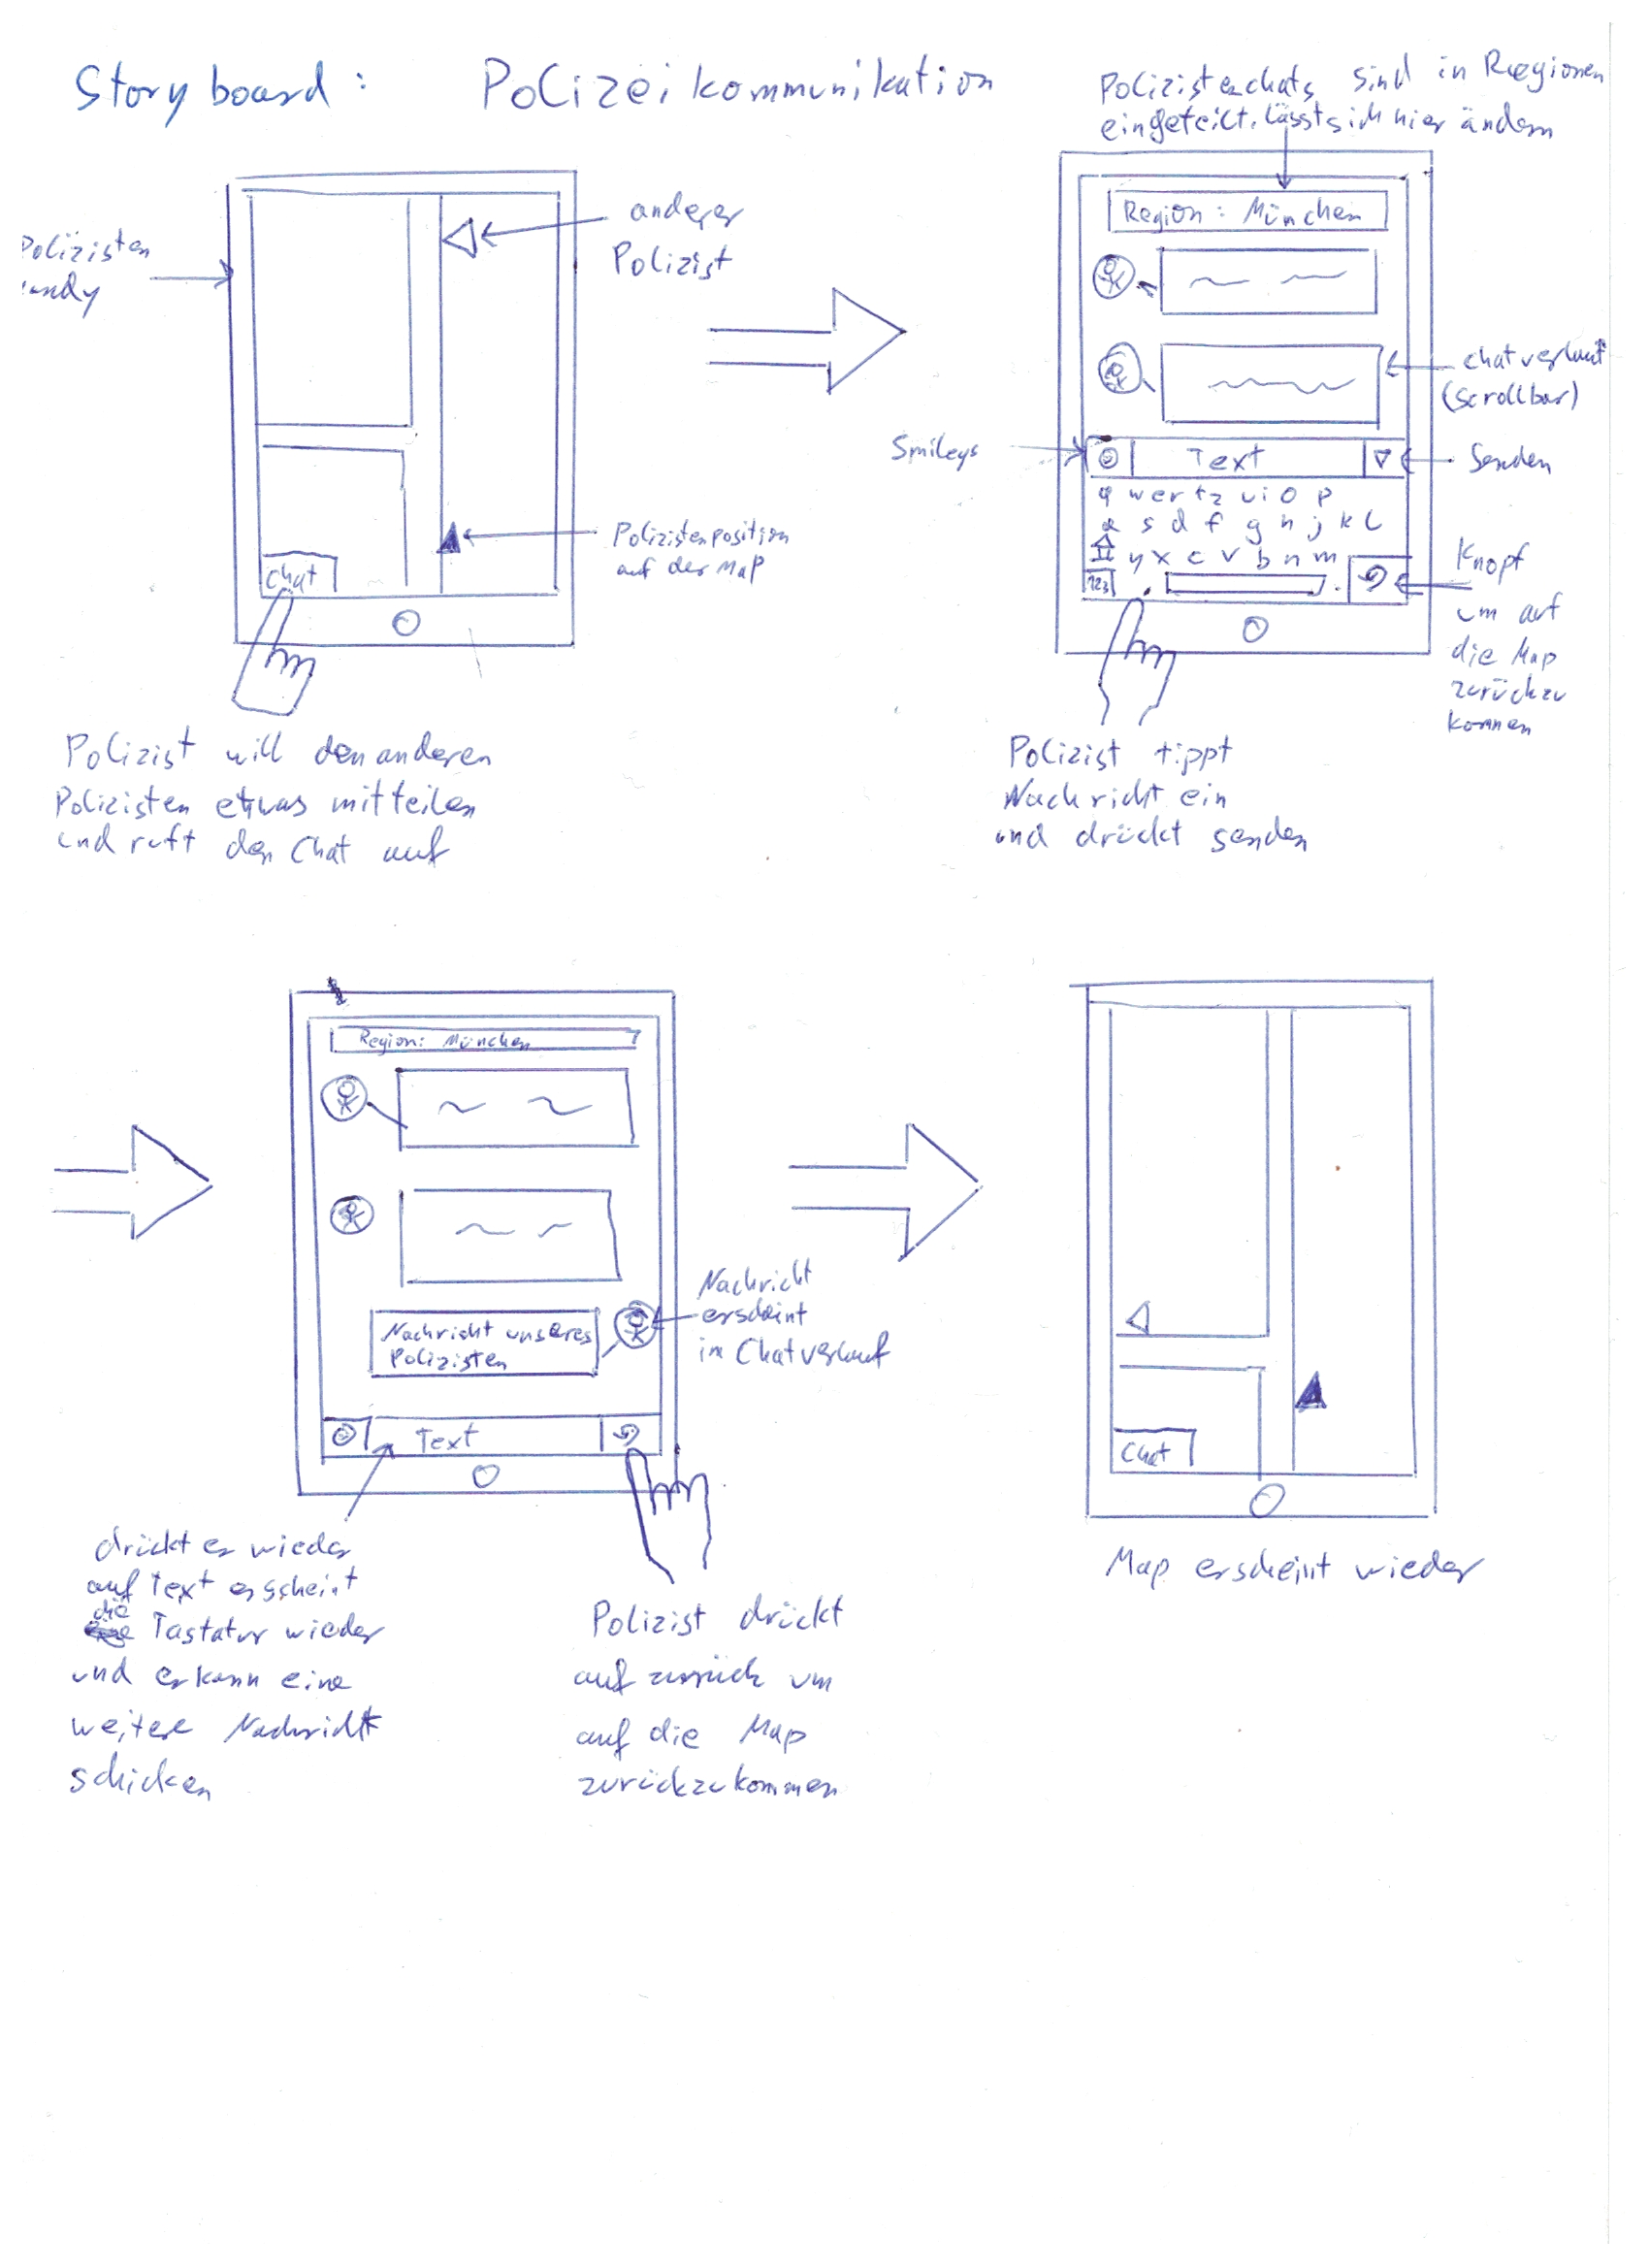 Storyboard: Polizeikommunikation
Polizistenchats sind in Regionen
eingeteilt. Lässt sich hier ändern
Polizisten
andy
anderer
Polizist
Polizistenposition
auf der Map
Chat
Polizist will den anderen
Polizisten etwas mitteilen
und ruft den Chat auf
Region: München
Chatverlauf
(Scrollbar)
Smileys
Text
Senden
q w e r t z u i o p
a s d f g h j k l
y x c v b n m
123 . .
Knopf
um auf
die Map
zurückzu
kommen
Polizist tippt
Nachricht ein
und drückt senden
Region: München
Nachricht unseres
Polizisten
Nachricht
erscheint
im Chatverlauf
Text
drückt er wieder
auf Text erscheint
die Tastatur wieder
und er kann eine
weitere Nachricht
schicken
Polizist drückt
auf zurück um
auf die Map
zurückzukommen
Chat
Map erscheint wieder